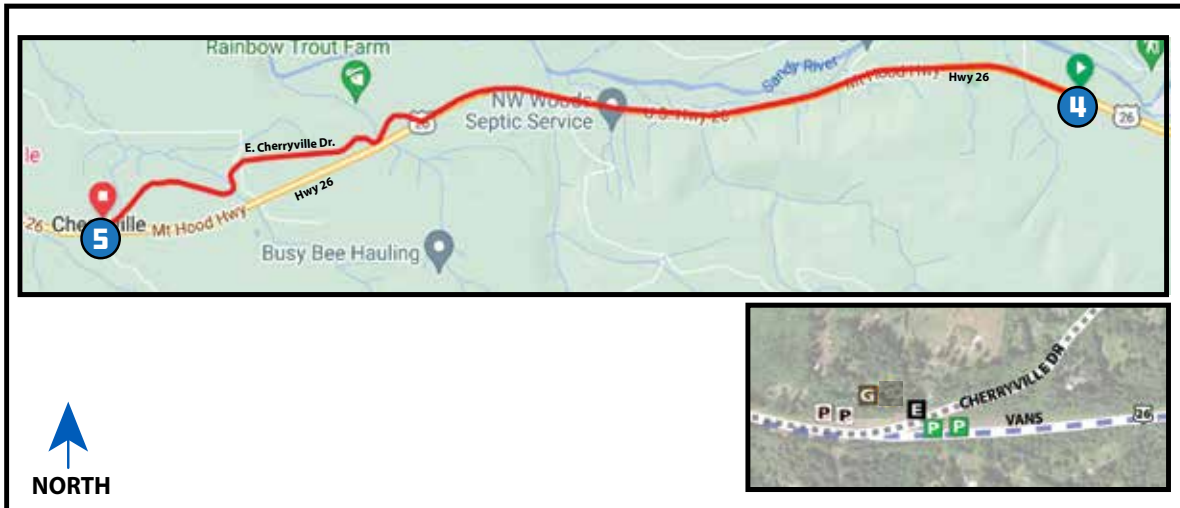 Rainbow Trout Farm
Sandy River
Mt Hood Hwy
Hwy 26
4
26
NW Woods
Septic Service
U.S. Hwy 26
26
E. Cherryville Dr.
Hwy 26
le
26
5
Mt Hood Hwy
Busy Bee Hauling
CHERRYVILLE DR
G
E
P P
P P
VANS
26
NORTH